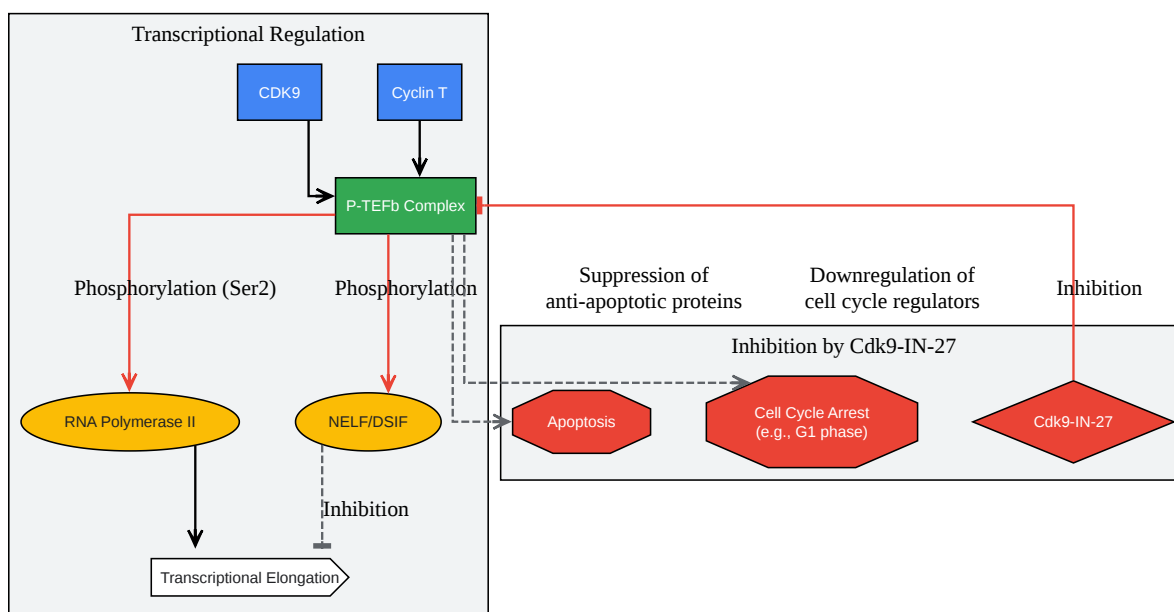 Transcriptional Regulation
CDK9
Cyclin T
P-TEFb Complex
Phosphorylation (Ser2)
Phosphorylation
Suppression of
anti-apoptotic proteins
Downregulation of
cell cycle regulators
Inhibition
Inhibition by Cdk9-IN-27
RNA Polymerase II
NELF/DSIF
Apoptosis
Cell Cycle Arrest
(e.g., G1 phase)
Cdk9-IN-27
Inhibition
Transcriptional Elongation